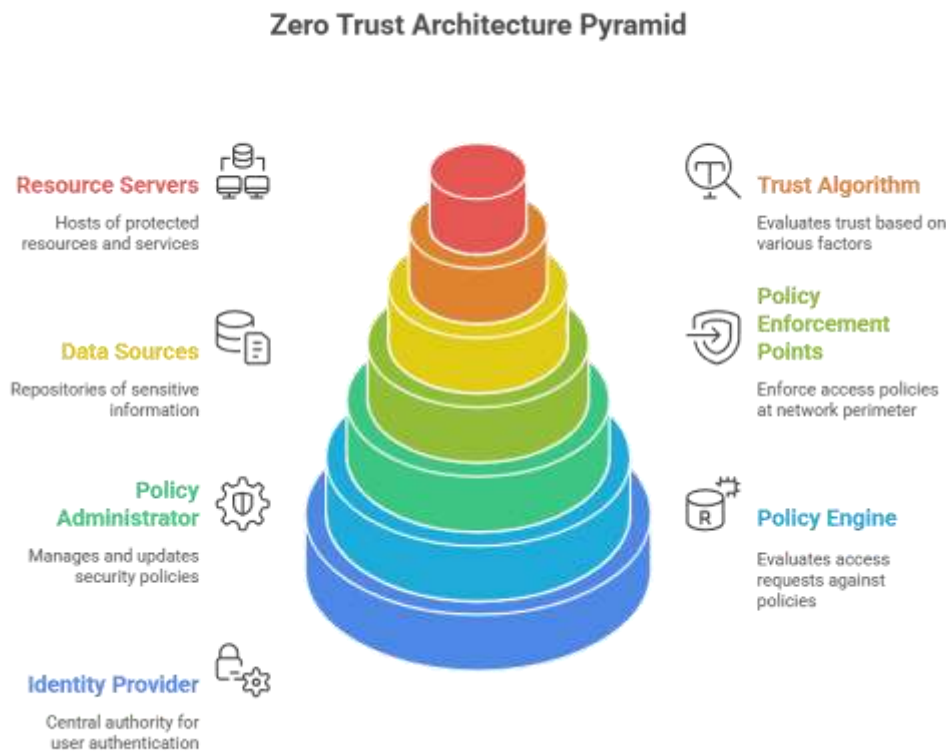 Zero Trust Architecture Pyramid
Resource Servers
Hosts of protected
resources and services
Trust Algorithm
Evaluates trust based on
various factors
Data Sources
Repositories of sensitive
information
Policy
Enforcement
Points
Enforce access policies
at network perimeter
Policy
Administrator
Manages and updates
security policies
R
Policy Engine
Evaluates access
requests against
policies
Identity Provider
Central authority for
user authentication